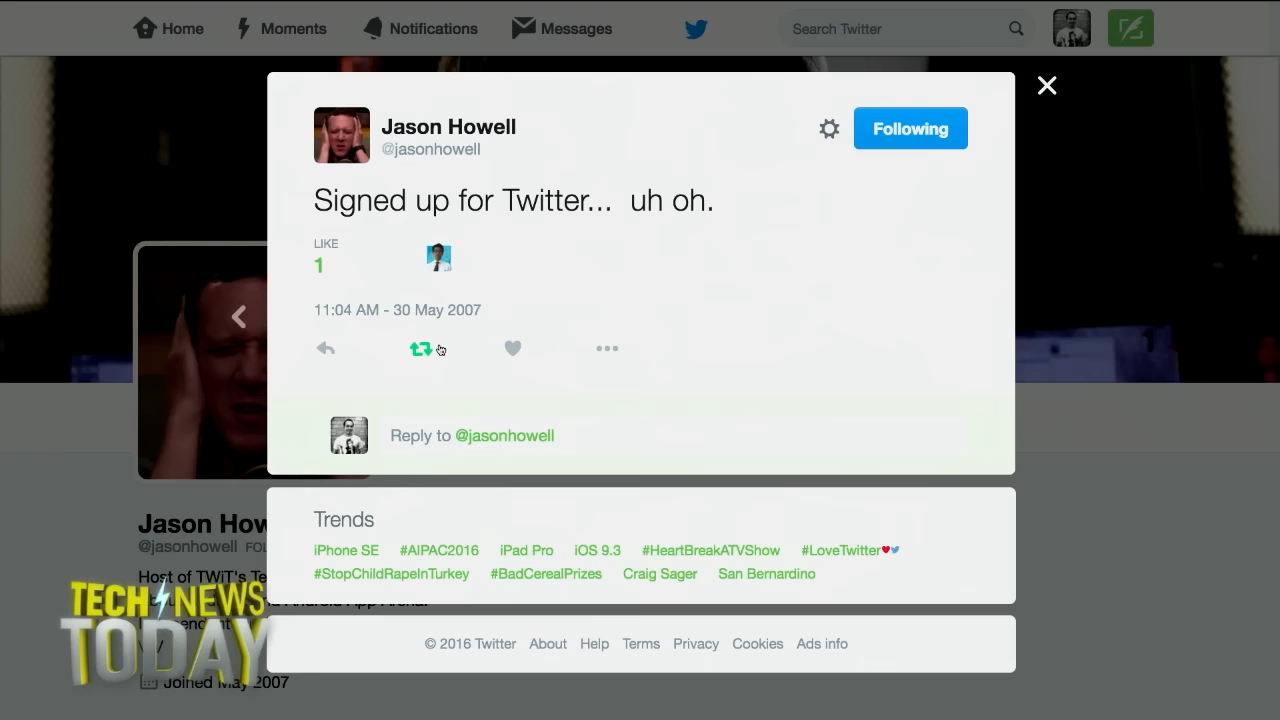 Home Moments Notifications Messages Search Twitter
Jason Howell
@jasonhowell
Following
Signed up for Twitter... uh oh.
LIKE
1
11:04 AM - 30 May 2007
Reply to @jasonhowell
Trends
iPhone SE #AIPAC2016 iPad Pro iOS 9.3 #HeartBreakATVShow #LoveTwitter
#StopChildRapeInTurkey #BadCerealPrizes Craig Sager San Bernardino
© 2016 Twitter About Help Terms Privacy Cookies Ads info
Jason How
@jasonhowell FOL
Host of TWiT's Te
TECH NEWS
TODAY
Joined May 2007